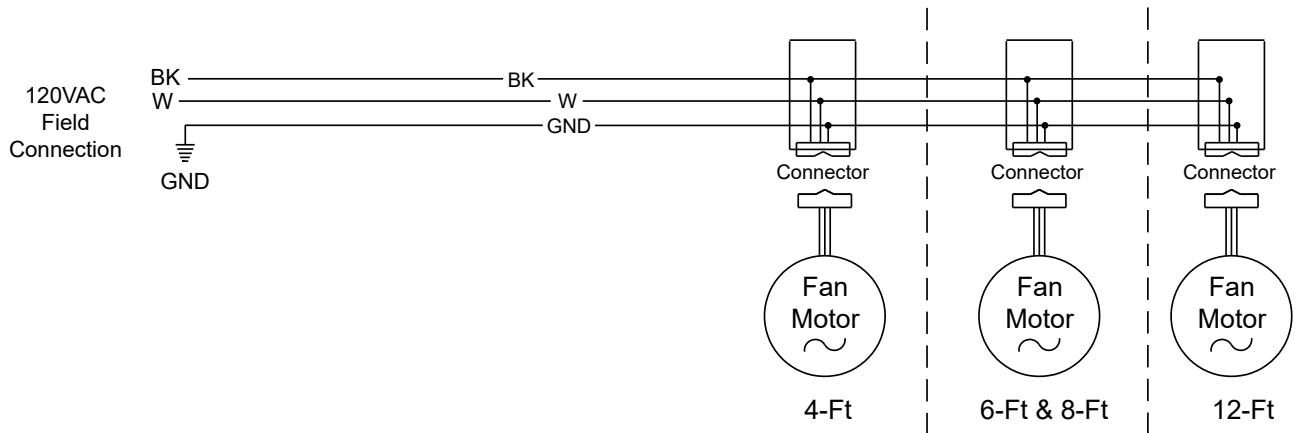 120VAC
Field
Connection
BK
W
GND
BK
W
GND
Connector
Connector
Connector
Fan
Motor
Fan
Motor
Fan
Motor
4-Ft
6-Ft & 8-Ft
12-Ft